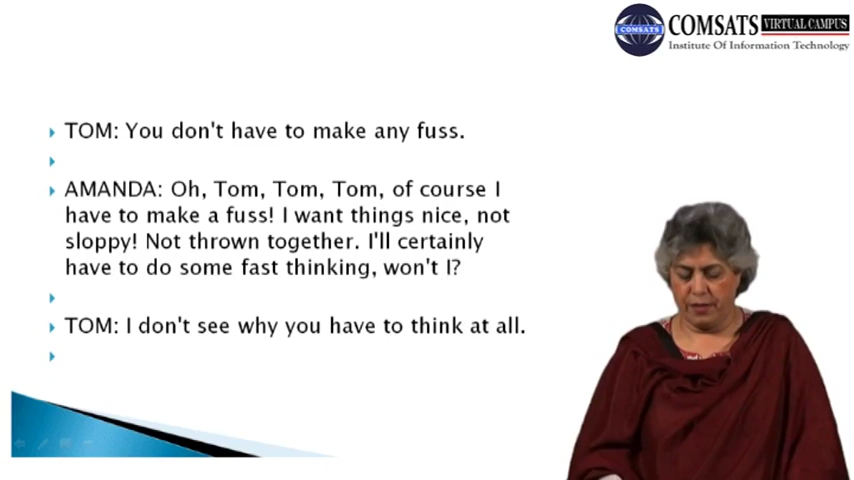 COMSATS VIRTUAL CAMPUS
COMSATS
Institute Of Information Technology
TOM: You don't have to make any fuss.
AMANDA: Oh, Tom, Tom, Tom, of course I
have to make a fuss! I want things nice, not
sloppy! Not thrown together. I'll certainly
have to do some fast thinking, won't I?
TOM: I don't see why you have to think at all.